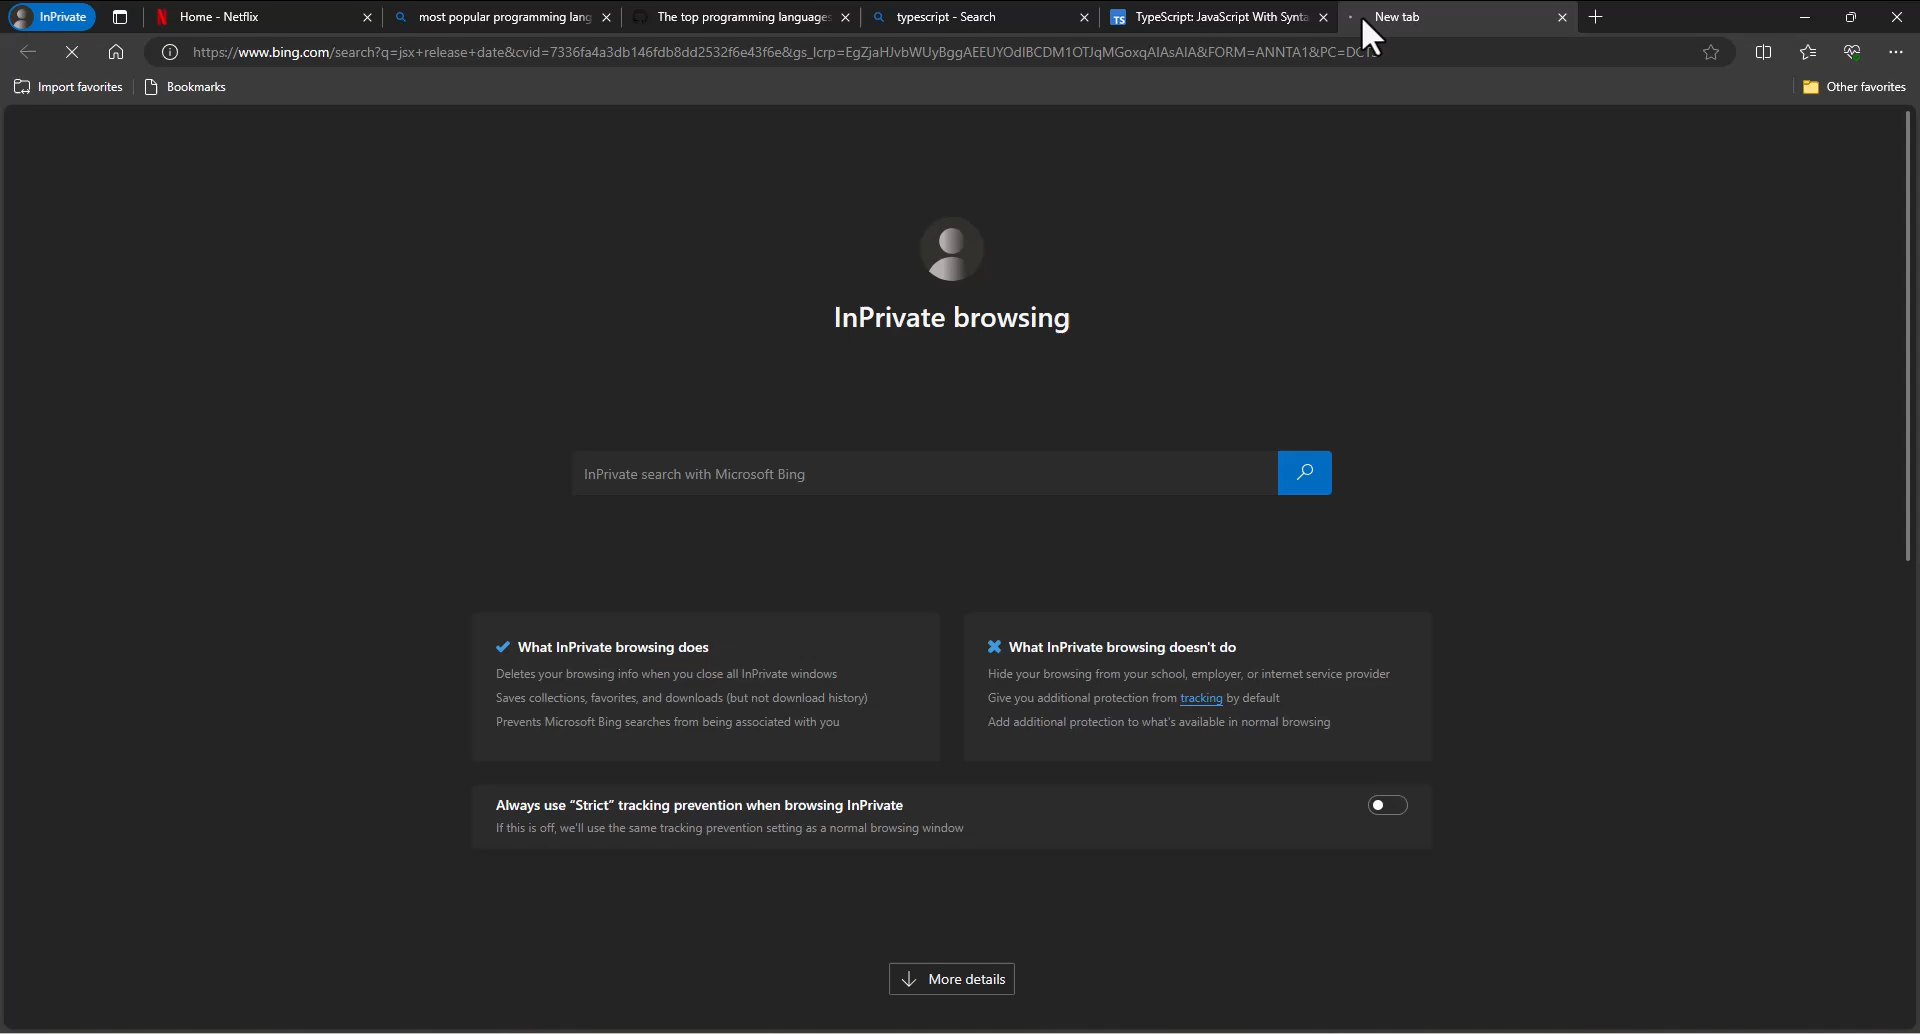 InPrivate
Home - Netflix
most popular programming lang
The top programming languages
typescript - Search
TS
TypeScript: JavaScript With Synta
New tab
https://www.bing.com/search?q=jsx+release+date&cvid=7336fa4a3db146fdb8dd2532f6e43f6e&gs_lcrp=EgZjaHJvbWUyBggAEEUYOdIBCDM1OTJqMGoxqAIAsAIA&FORM=ANNTA1&PC=DCTS
Import favorites
Bookmarks
Other favorites
InPrivate browsing
InPrivate search with Microsoft Bing
What InPrivate browsing does
Deletes your browsing info when you close all InPrivate windows
Saves collections, favorites, and downloads (but not download history)
Prevents Microsoft Bing searches from being associated with you
What InPrivate browsing doesn't do
Hide your browsing from your school, employer, or internet service provider
Give you additional protection from tracking by default
Add additional protection to what's available in normal browsing
Always use “Strict” tracking prevention when browsing InPrivate
If this is off, we'll use the same tracking prevention setting as a normal browsing window
More details